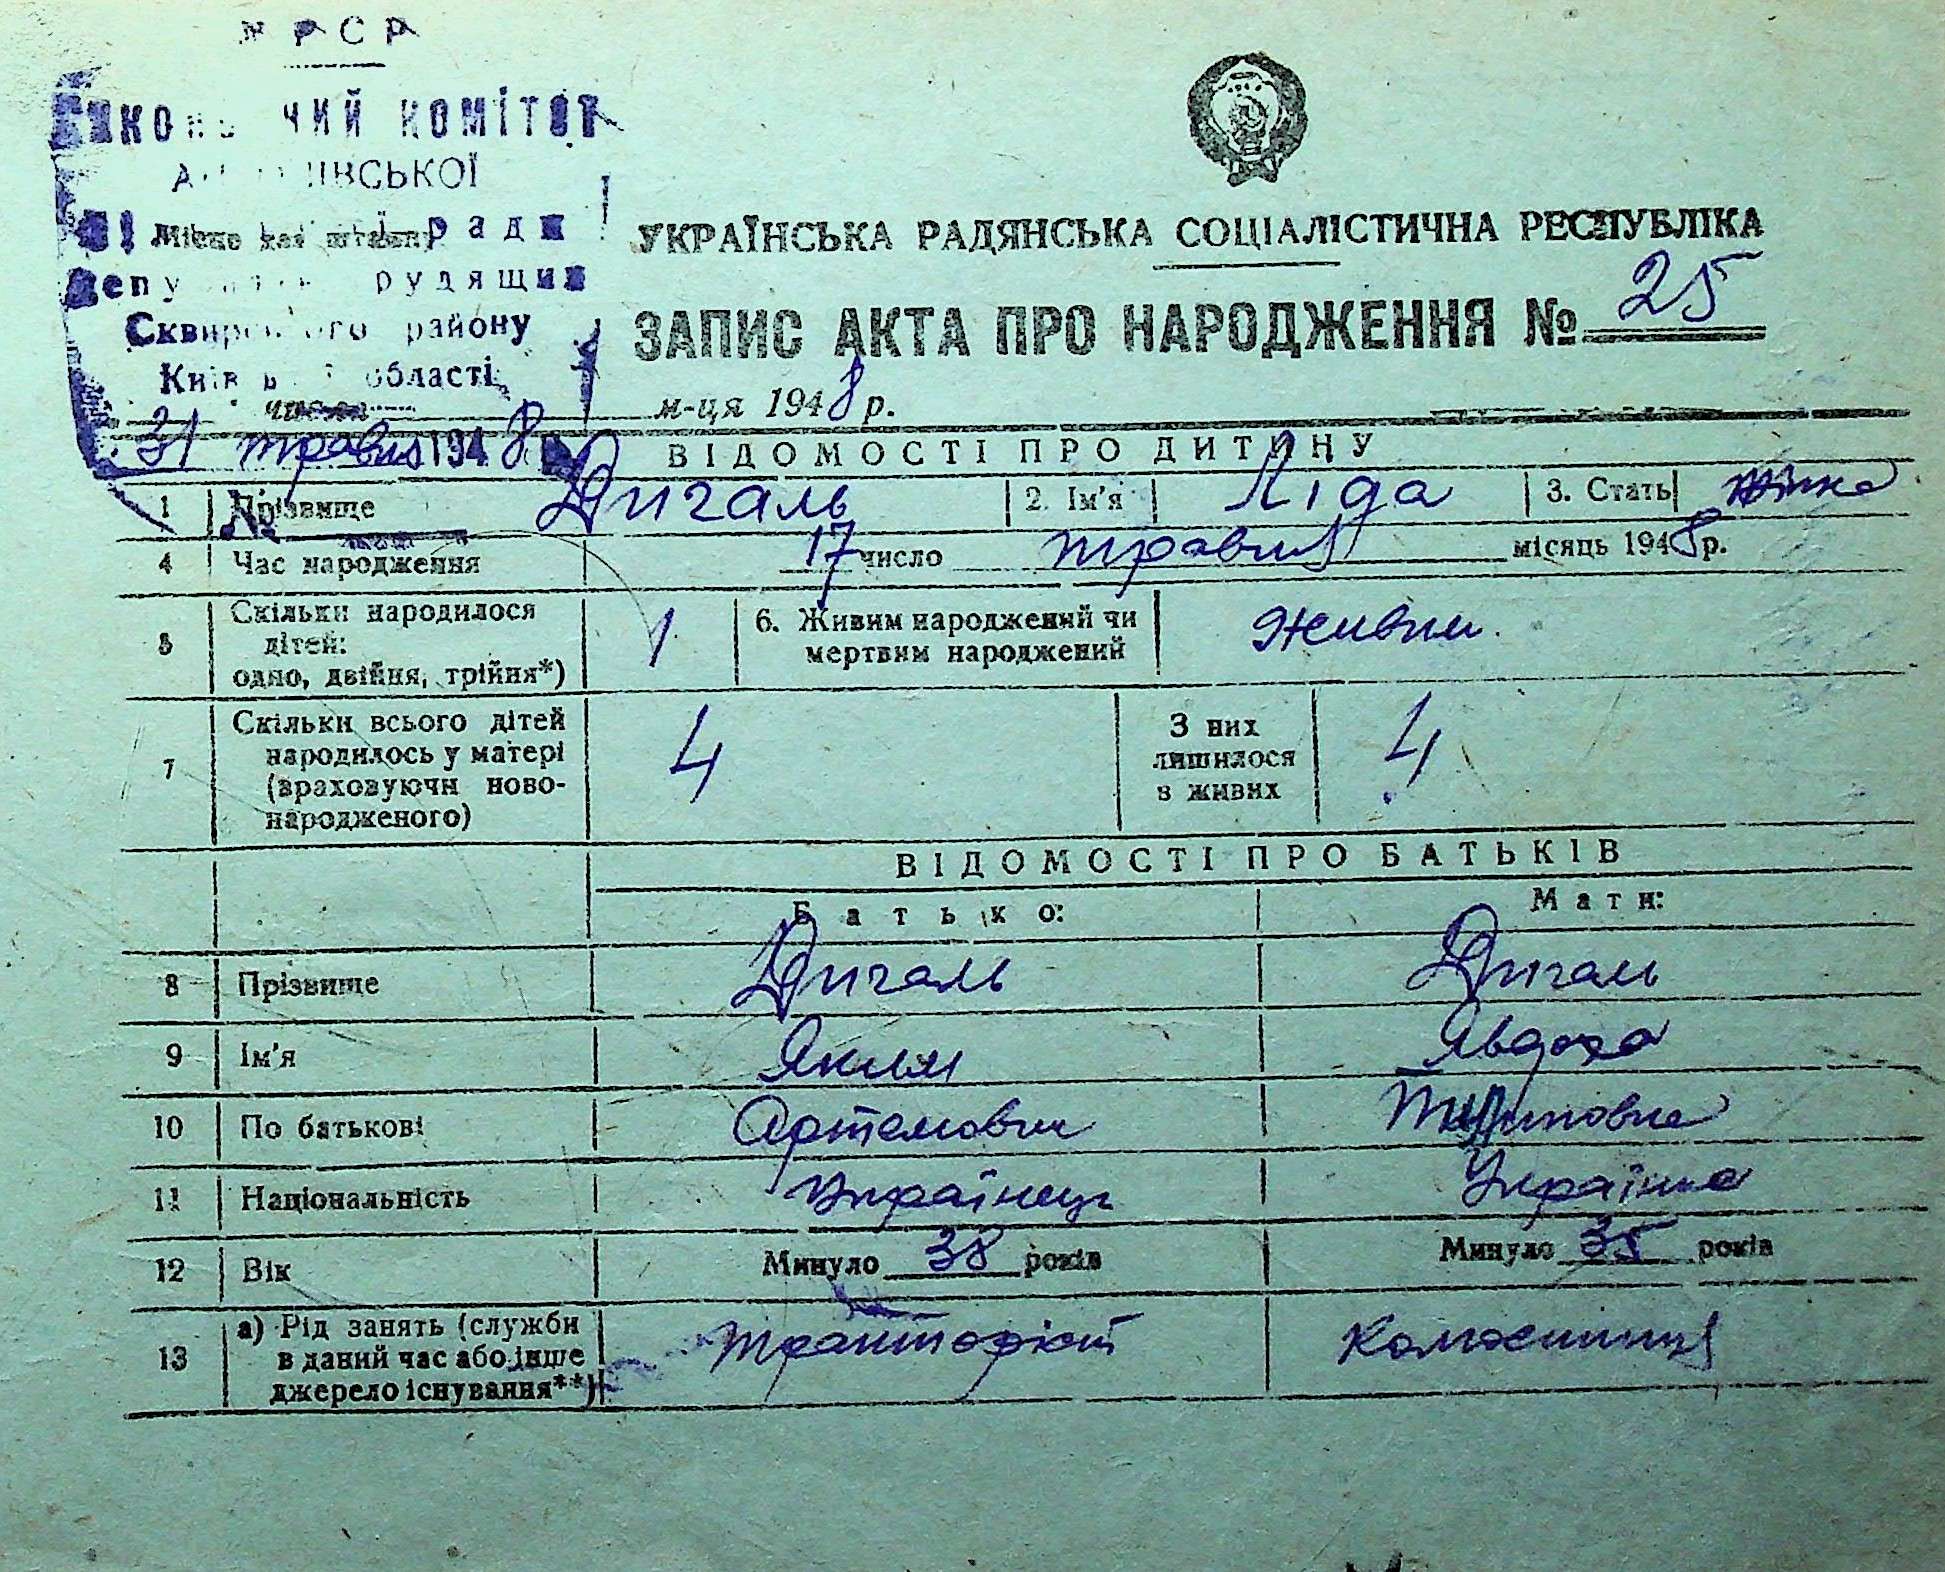 УРСР
Виконавчий комітет
сільської ради
депутатів трудящих
Сквирського району
Київської області
31 травня 1948
№
УКРАЇНСЬКА РАДЯНСЬКА СОЦІАЛІСТИЧНА РЕСПУБЛІКА
ЗАПИС АКТА ПРО НАРОДЖЕННЯ № 25
числа м-ця 1948 р.
ВІДОМОСТІ ПРО ДИТИНУ
1 Прізвище Дигаль 2. Ім'я Ліда 3. Стать жінка
4 Час народження 17 число травня місяць 1948 р.
5 Скільки народилося дітей: одно, двійня, трійня*) 1 6. Живим народжений чи мертвим народжений живим
7 Скільки всього дітей народилось у матері (враховуючи новонародженого) 4 З них лишилося в живих 4
ВІДОМОСТІ ПРО БАТЬКІВ
Батько: Мати:
8 Прізвище Дигаль Дигаль
9 Ім'я Яким Явдоха
10 По батькові Артемович
11 Національність Українець Українка
12 Вік Минуло 38 років Минуло 35 років
13 а) Рід занять (служби в даний час або інше джерело існування**) тракторіст колгоспниця